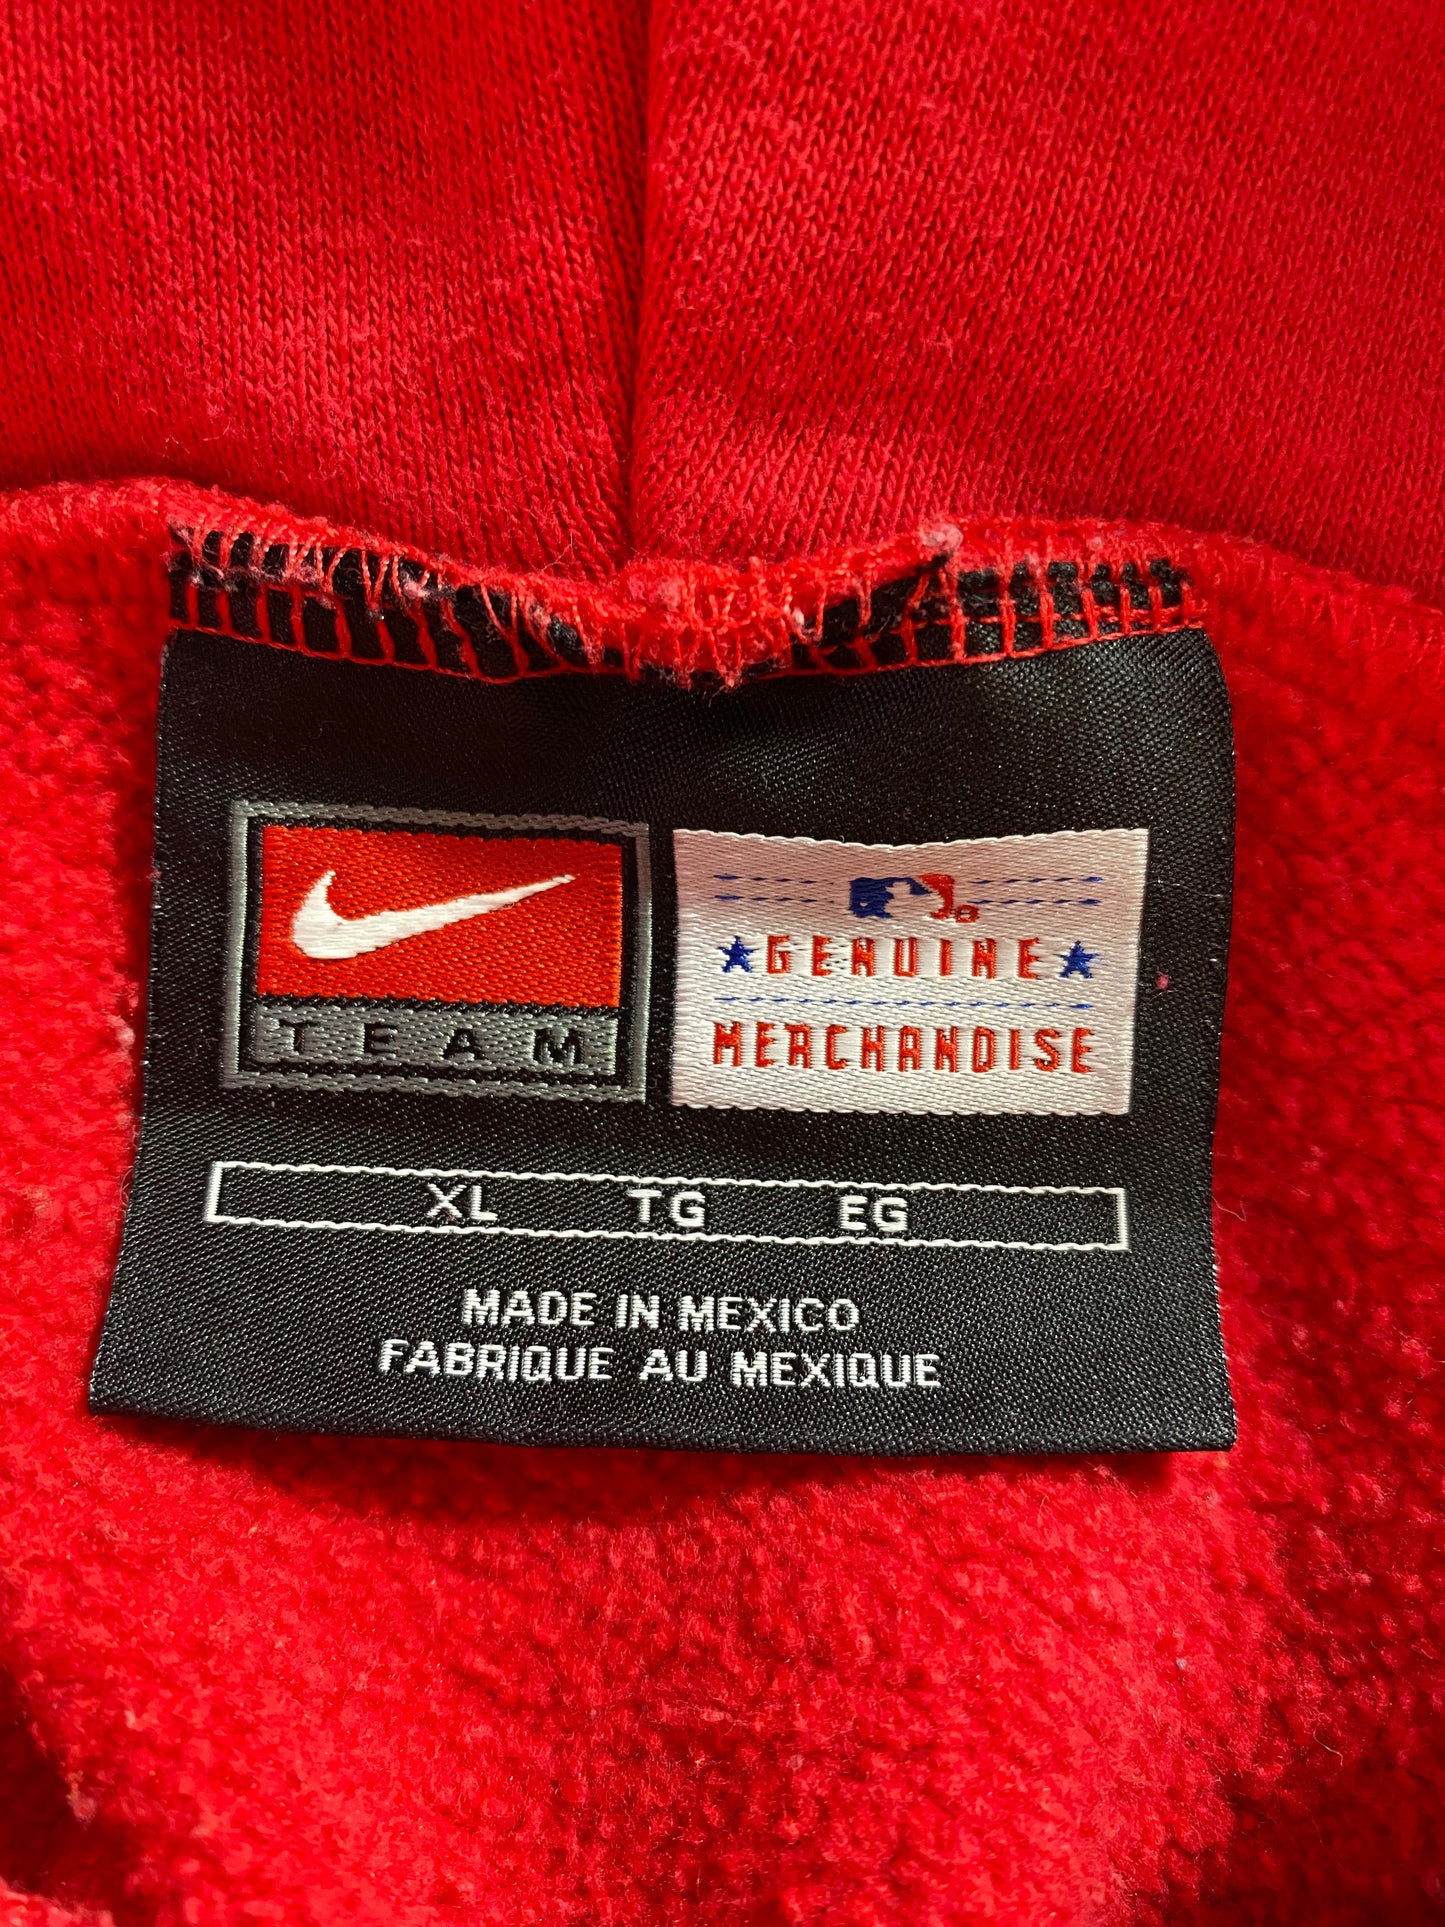 TEAM
GENUINE
MERCHANDISE
XL TG EG
MADE IN MEXICO
FABRIQUE AU MEXIQUE